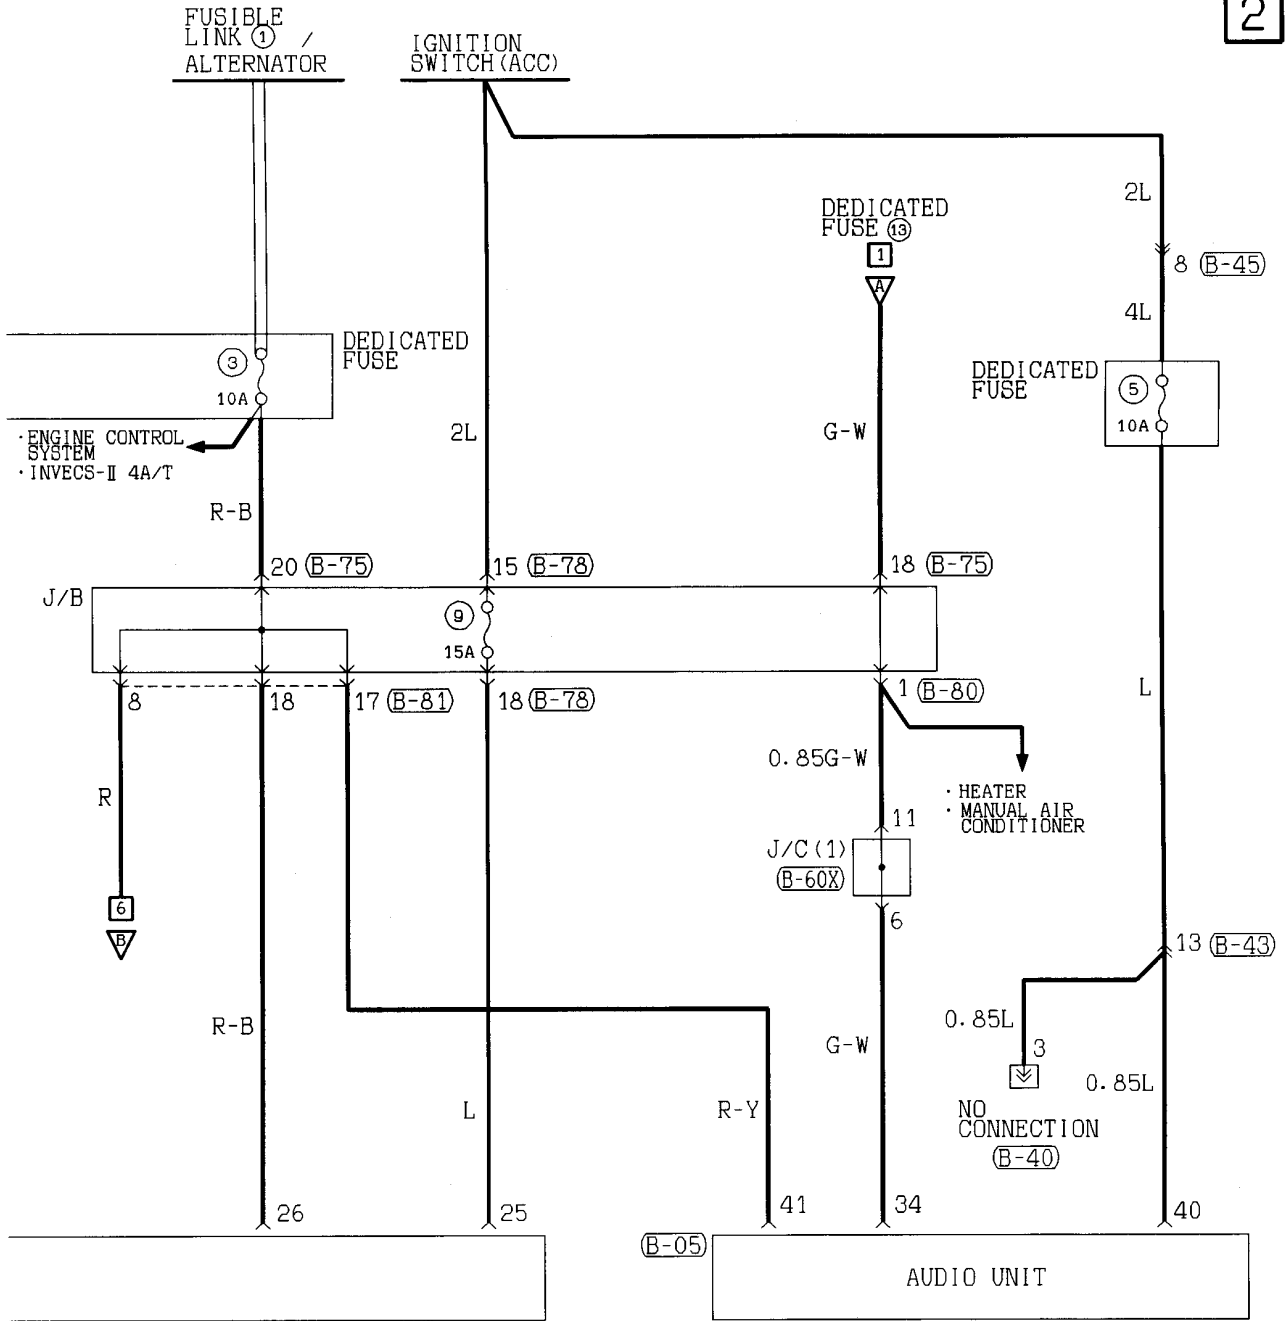 2
FUSIBLE
LINK ① /
ALTERNATOR
IGNITION
SWITCH(ACC)
2L
DEDICATED
FUSE ⑬
1
A
8 (B-45)
4L
DEDICATED
FUSE
③
10A
DEDICATED
FUSE
⑤
10A
・ENGINE CONTROL
SYSTEM
・INVECS-Ⅱ 4A/T
2L
G-W
R-B
20 (B-75)
15 (B-78)
18 (B-75)
J/B
⑨
15A
8
18
17 (B-81)
18 (B-78)
1 (B-80)
L
0.85G-W
R
・HEATER
・MANUAL AIR
CONDITIONER
11
J/C(1)
(B-60X)
6
6
B
13 (B-43)
R-B
G-W
0.85L
3
0.85L
L
R-Y
NO
CONNECTION
(B-40)
26
25
41
34
40
(B-05)
AUDIO UNIT